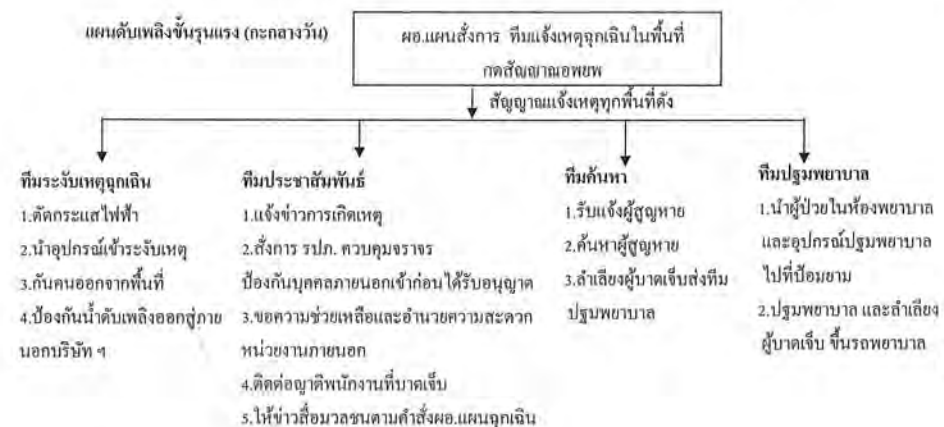 แผนดับเพลิงขั้นรุนแรง (กะกลางวัน)
ผอ.แผนสั่งการ ทีมแจ้งเหตุฉุกเฉินในพื้นที่
กดสัญญาณอพยพ
สัญญาณแจ้งเหตุทุกพื้นที่ดัง
ทีมระงับเหตุฉุกเฉิน
1.ตัดกระแสไฟฟ้า
2.นำอุปกรณ์เข้าระงับเหตุ
3.กันคนออกจากพื้นที่
4.ป้องกันน้ำดับเพลิงออกสู่ภาย
นอกบริษัท ฯ
ทีมประชาสัมพันธ์
1.แจ้งข่าวการเกิดเหตุ
2.สั่งการ รปภ. ควบคุมจราจร
ป้องกันบุคคลภายนอกเข้าก่อนได้รับอนุญาต
3.ขอความช่วยเหลือและอำนวยความสะดวก
หน่วยงานภายนอก
4.ติดต่อญาติพนักงานที่บาดเจ็บ
5.ให้ข่าวสื่อมวลชนตามคำสั่งผอ.แผนฉุกเฉิน
ทีมค้นหา
1.รับแจ้งผู้สูญหาย
2.ค้นหาผู้สูญหาย
3.ลำเลียงผู้บาดเจ็บส่งทีม
ปฐมพยาบาล
ทีมปฐมพยาบาล
1.นำผู้ป่วยในห้องพยาบาล
และอุปกรณ์ปฐมพยาบาล
ไปที่ป้อมยาม
2.ปฐมพยาบาล และลำเลียง
ผู้บาดเจ็บ ขึ้นรถพยาบาล